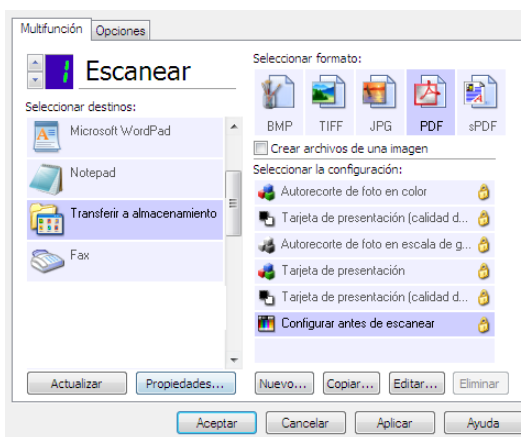 Multifunción
Opciones
1
Escanear
Seleccionar destinos:
Microsoft WordPad
Notepad
Transferir a almacenamiento
Fax
Actualizar
Propiedades...
Seleccionar formato:
BMP
TIFF
JPG
PDF
sPDF
Crear archivos de una imagen
Seleccionar la configuración:
Autorecorte de foto en color
Tarjeta de presentación (calidad d...
Autorecorte de foto en escala de g...
Tarjeta de presentación
Tarjeta de presentación (calidad d...
Configurar antes de escanear
Nuevo...
Copiar...
Editar...
Eliminar
Aceptar
Cancelar
Aplicar
Ayuda